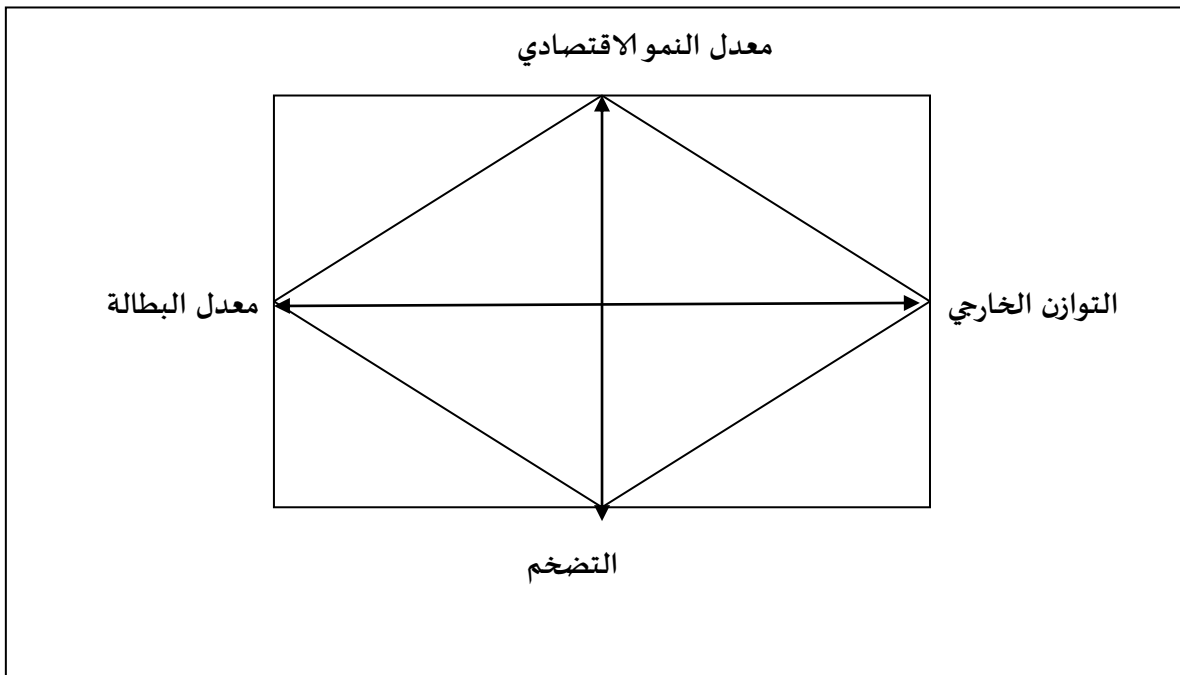 معدل النمو الاقتصادي
التوازن الخارجي
معدل البطالة
التضخم